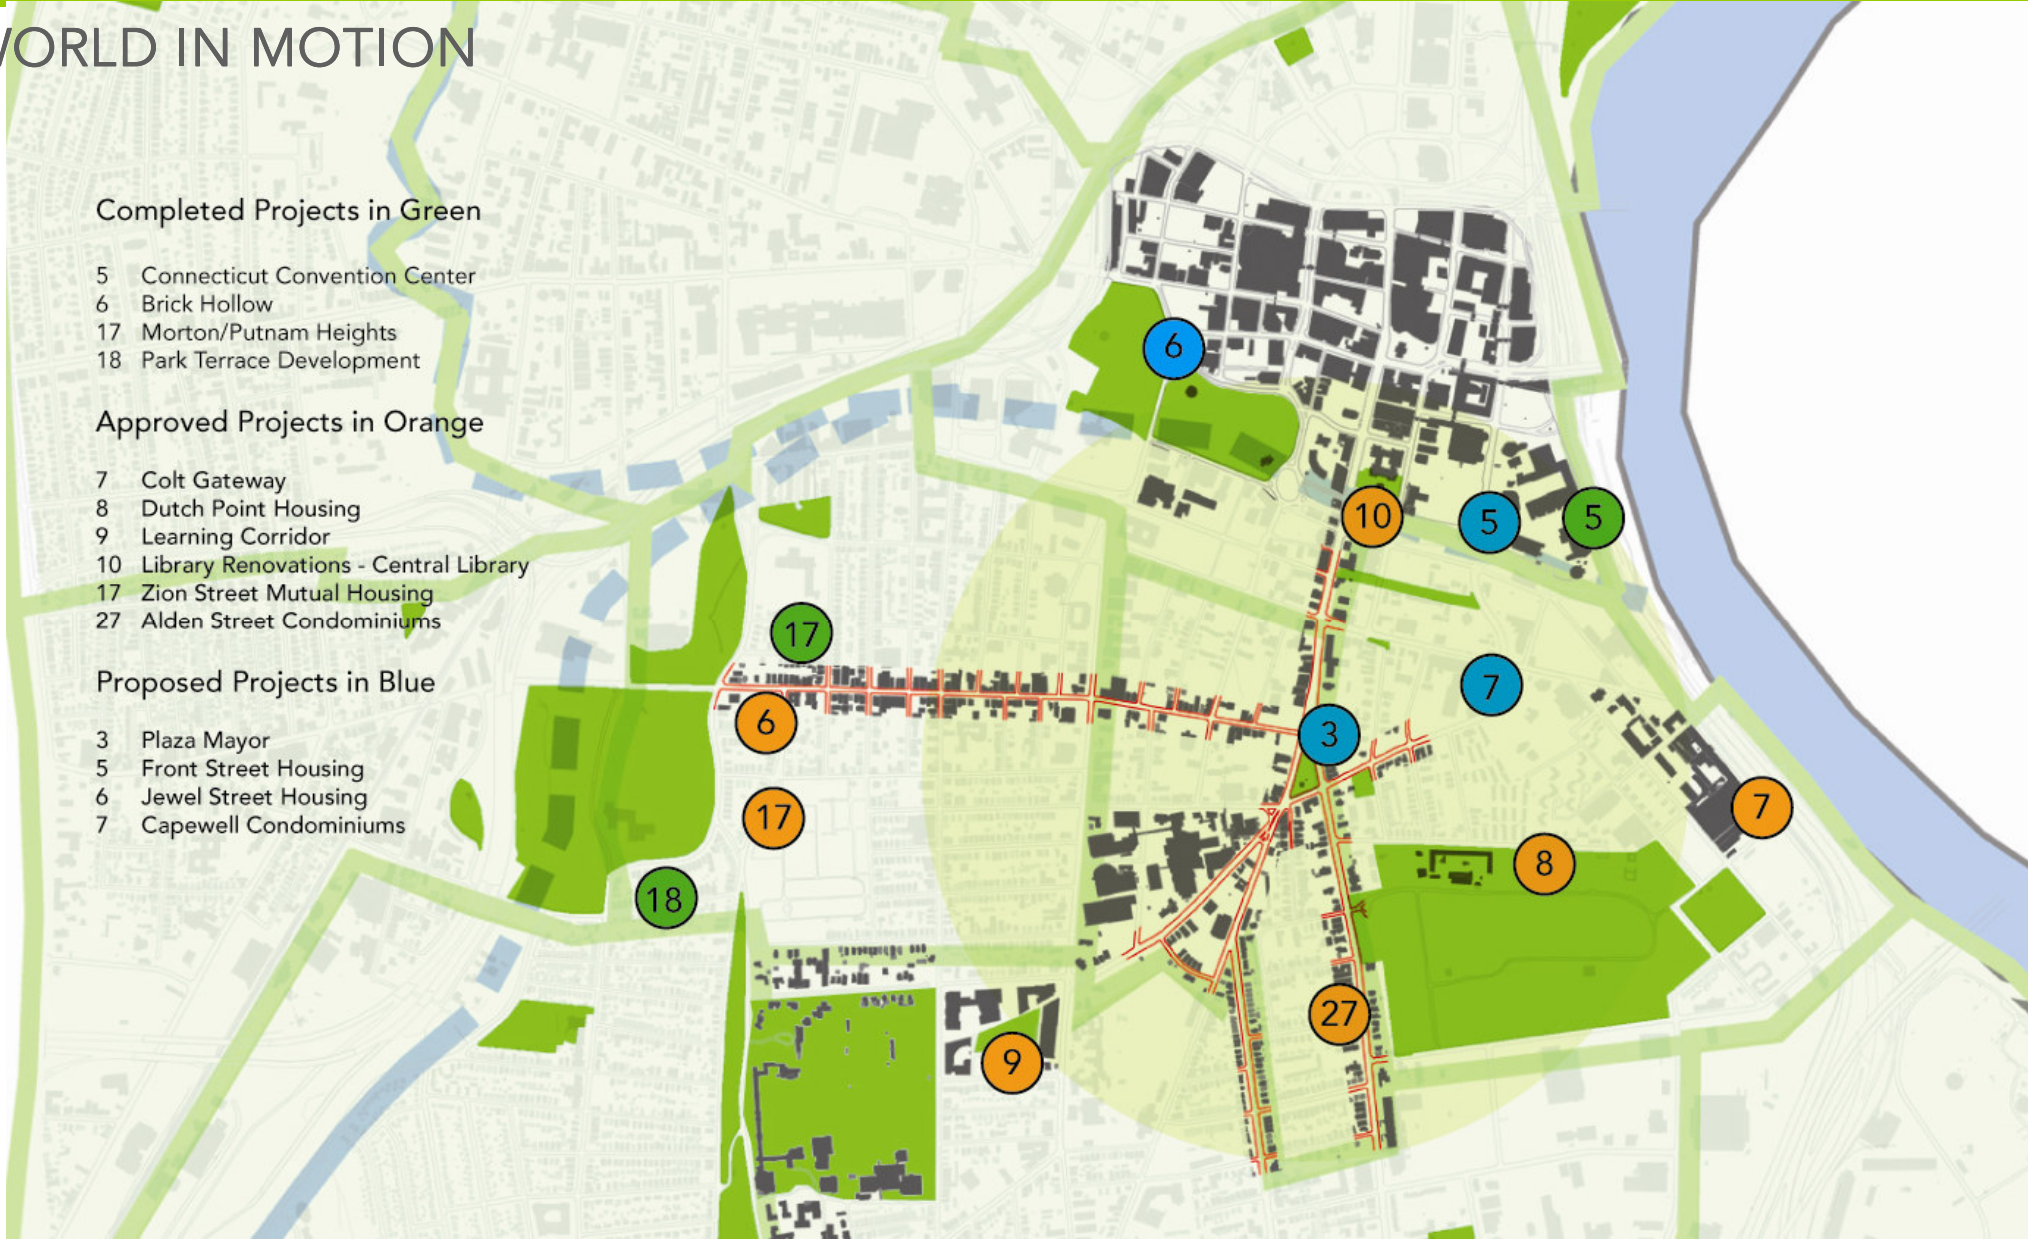 WORLD IN MOTION
Completed Projects in Green
5 Connecticut Convention Center
6 Brick Hollow
17 Morton/Putnam Heights
18 Park Terrace Development
Approved Projects in Orange
7 Colt Gateway
8 Dutch Point Housing
9 Learning Corridor
10 Library Renovations - Central Library
17 Zion Street Mutual Housing
27 Alden Street Condominiums
Proposed Projects in Blue
3 Plaza Mayor
5 Front Street Housing
6 Jewel Street Housing
7 Capewell Condominiums
6
10
5
5
17
7
6
3
17
7
8
18
27
9